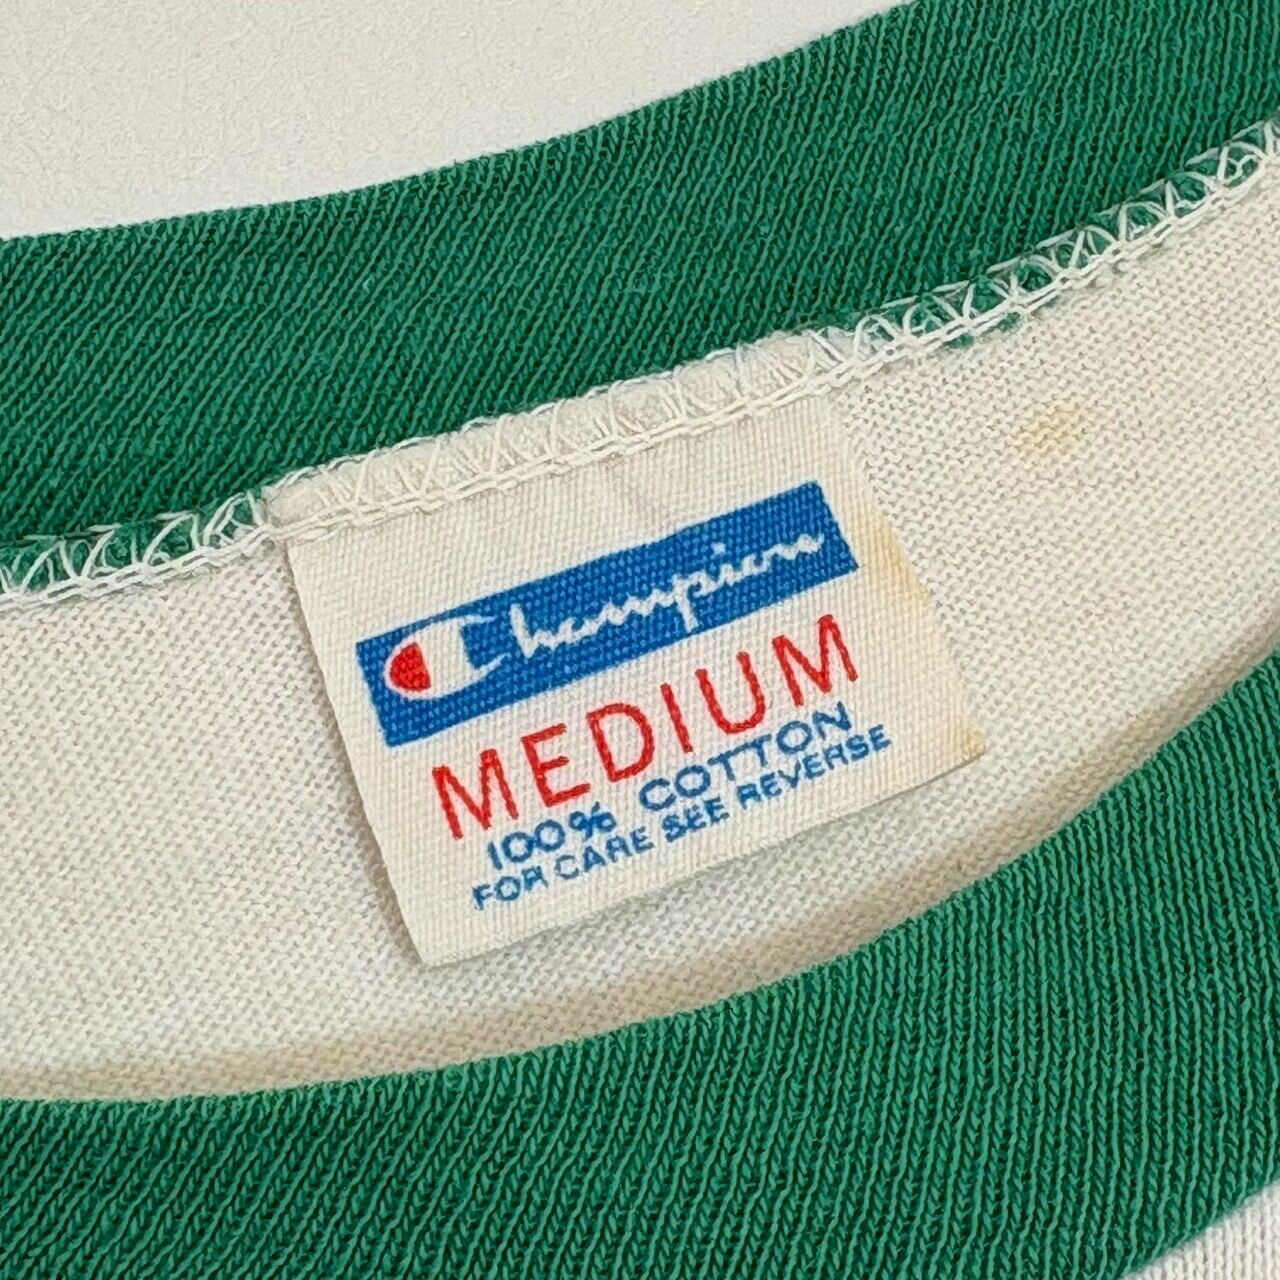 Champion
MEDIUM
100% COTTON
FOR CARE SEE REVERSE